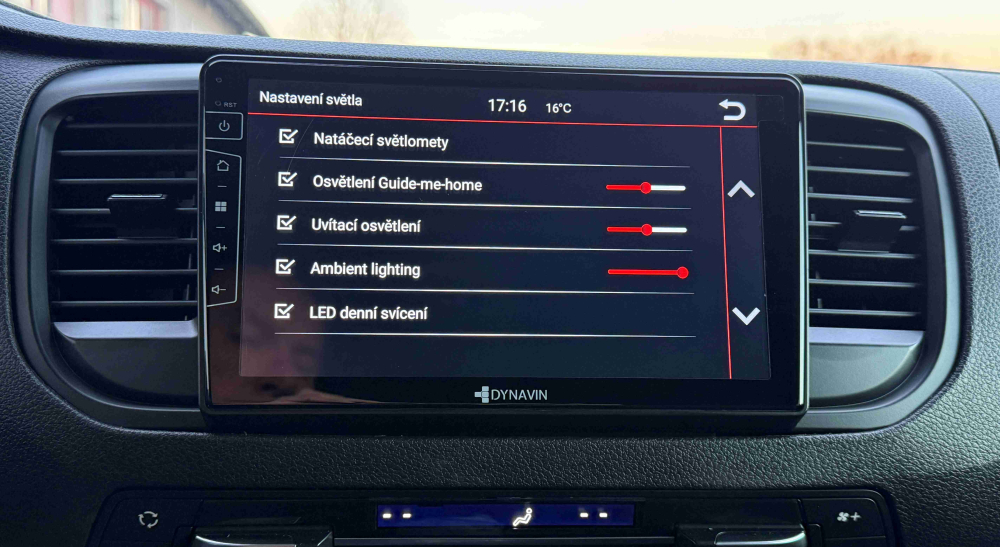 Nastavení světla 17:16 16°C
RST
Natáčecí světlomety
Osvětlení Guide-me-home
Uvítací osvětlení
Ambient lighting
LED denní svícení
DYNAVIN